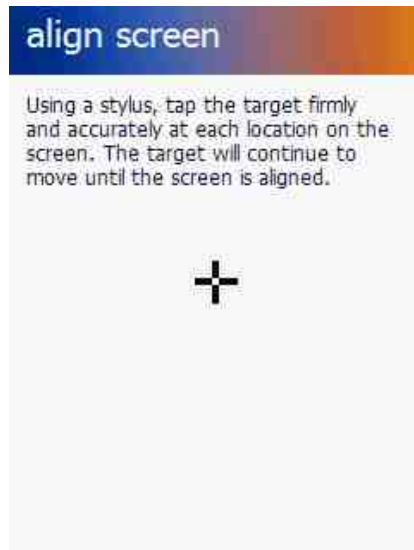 align screen
Using a stylus, tap the target firmly
and accurately at each location on the
screen. The target will continue to
move until the screen is aligned.